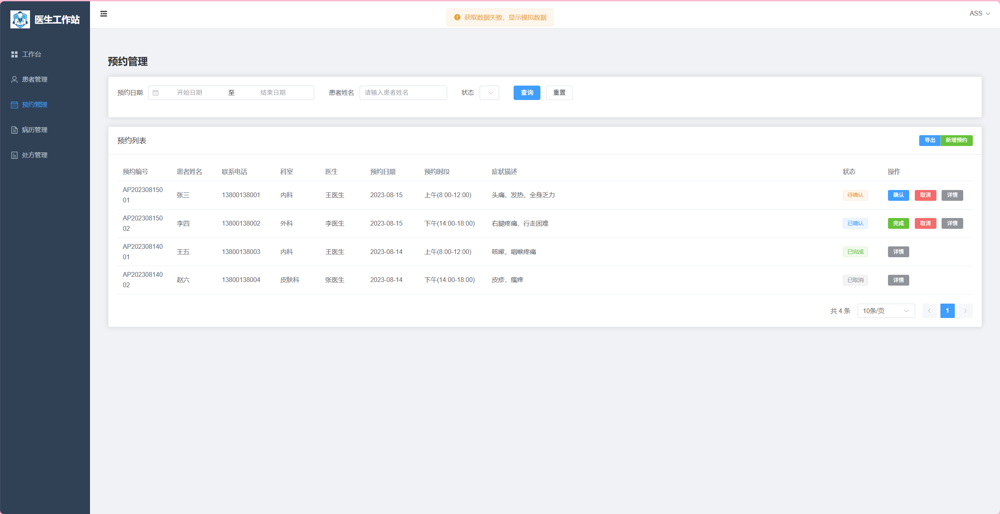 医生工作站
获取数据失败，显示模拟数据
ASS
工作台
患者管理
预约管理
病历管理
处方管理
预约管理
预约日期 开始日期 至 结束日期 患者姓名 请输入患者姓名 状态 查询 重置
预约列表 导出 新增预约
预约编号 患者姓名 联系电话 科室 医生 预约日期 预约时段 症状描述 状态 操作
AP202308150
01 张三 13800138001 内科 王医生 2023-08-15 上午(8:00-12:00) 头痛，发热，全身乏力 待确认 确认 取消 详情
AP202308150
02 李四 13800138002 外科 李医生 2023-08-15 下午(14:00-18:00) 右腿疼痛，行走困难 已确认 完成 取消 详情
AP202308140
01 王五 13800138003 内科 王医生 2023-08-14 上午(8:00-12:00) 咳嗽，咽喉疼痛 已完成 详情
AP202308140
02 赵六 13800138004 皮肤科 张医生 2023-08-14 下午(14:00-18:00) 皮疹，瘙痒 已取消 详情
共 4 条 10条/页 1